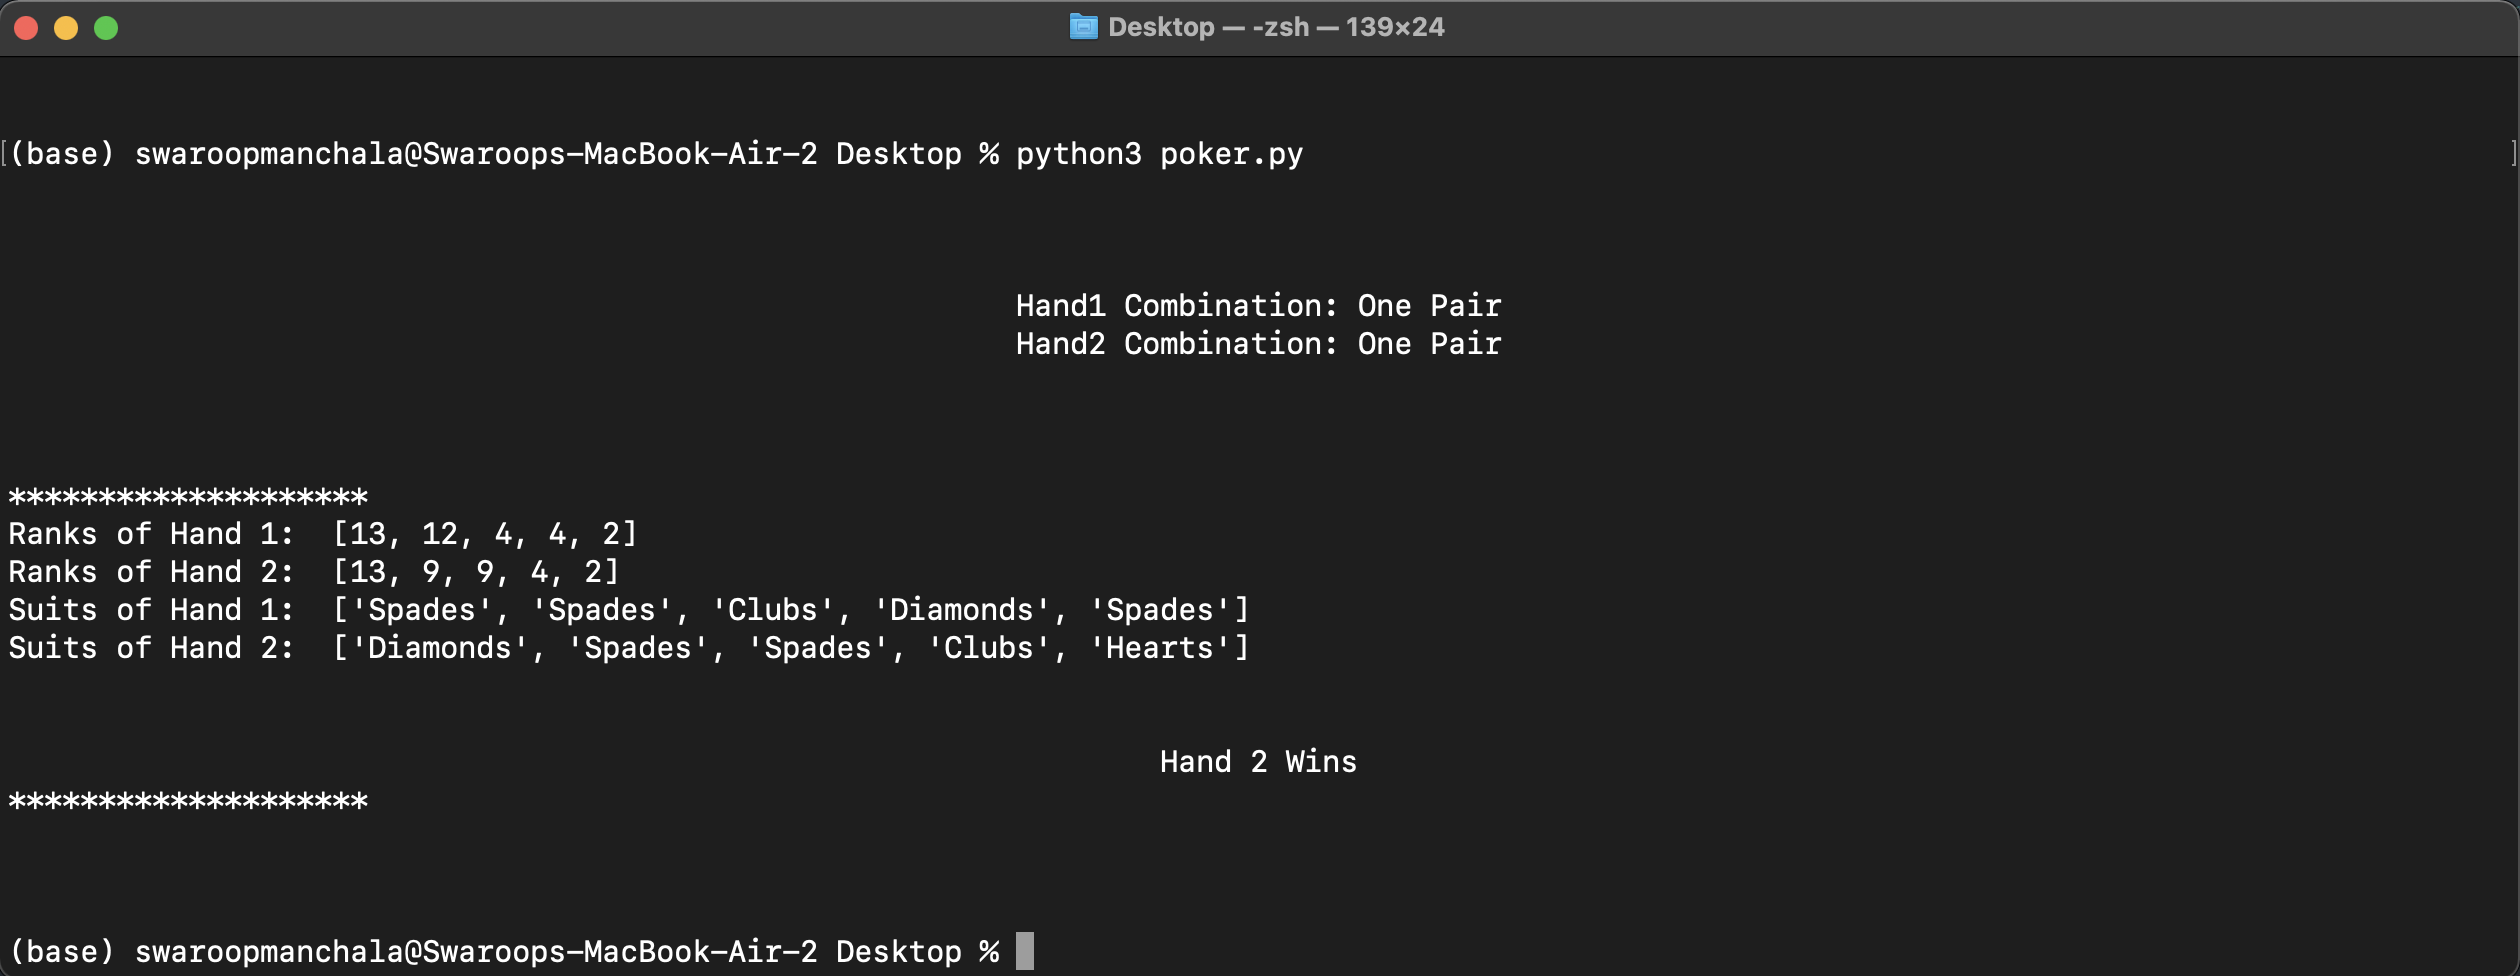 Desktop — -zsh — 139×24
(base) swaroopmanchala@Swaroops-MacBook-Air-2 Desktop % python3 poker.py
Hand1 Combination: One Pair
Hand2 Combination: One Pair
********************
Ranks of Hand 1:  [13, 12, 4, 4, 2]
Ranks of Hand 2:  [13, 9, 9, 4, 2]
Suits of Hand 1:  ['Spades', 'Spades', 'Clubs', 'Diamonds', 'Spades']
Suits of Hand 2:  ['Diamonds', 'Spades', 'Spades', 'Clubs', 'Hearts']
Hand 2 Wins
********************
(base) swaroopmanchala@Swaroops-MacBook-Air-2 Desktop %